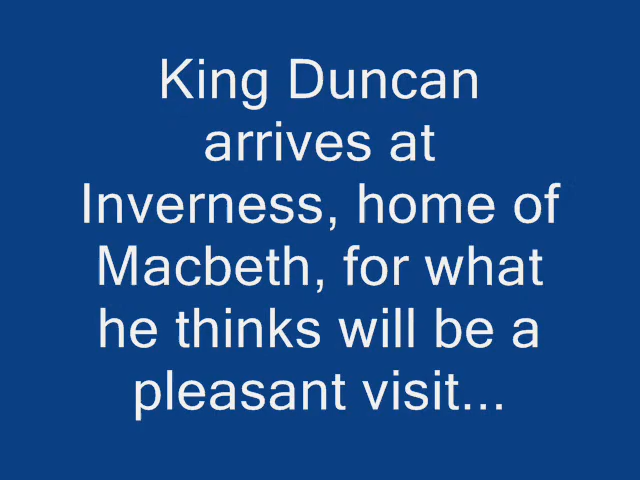 King Duncan
arrives at
Inverness, home of
Macbeth, for what
he thinks will be a
pleasant visit...